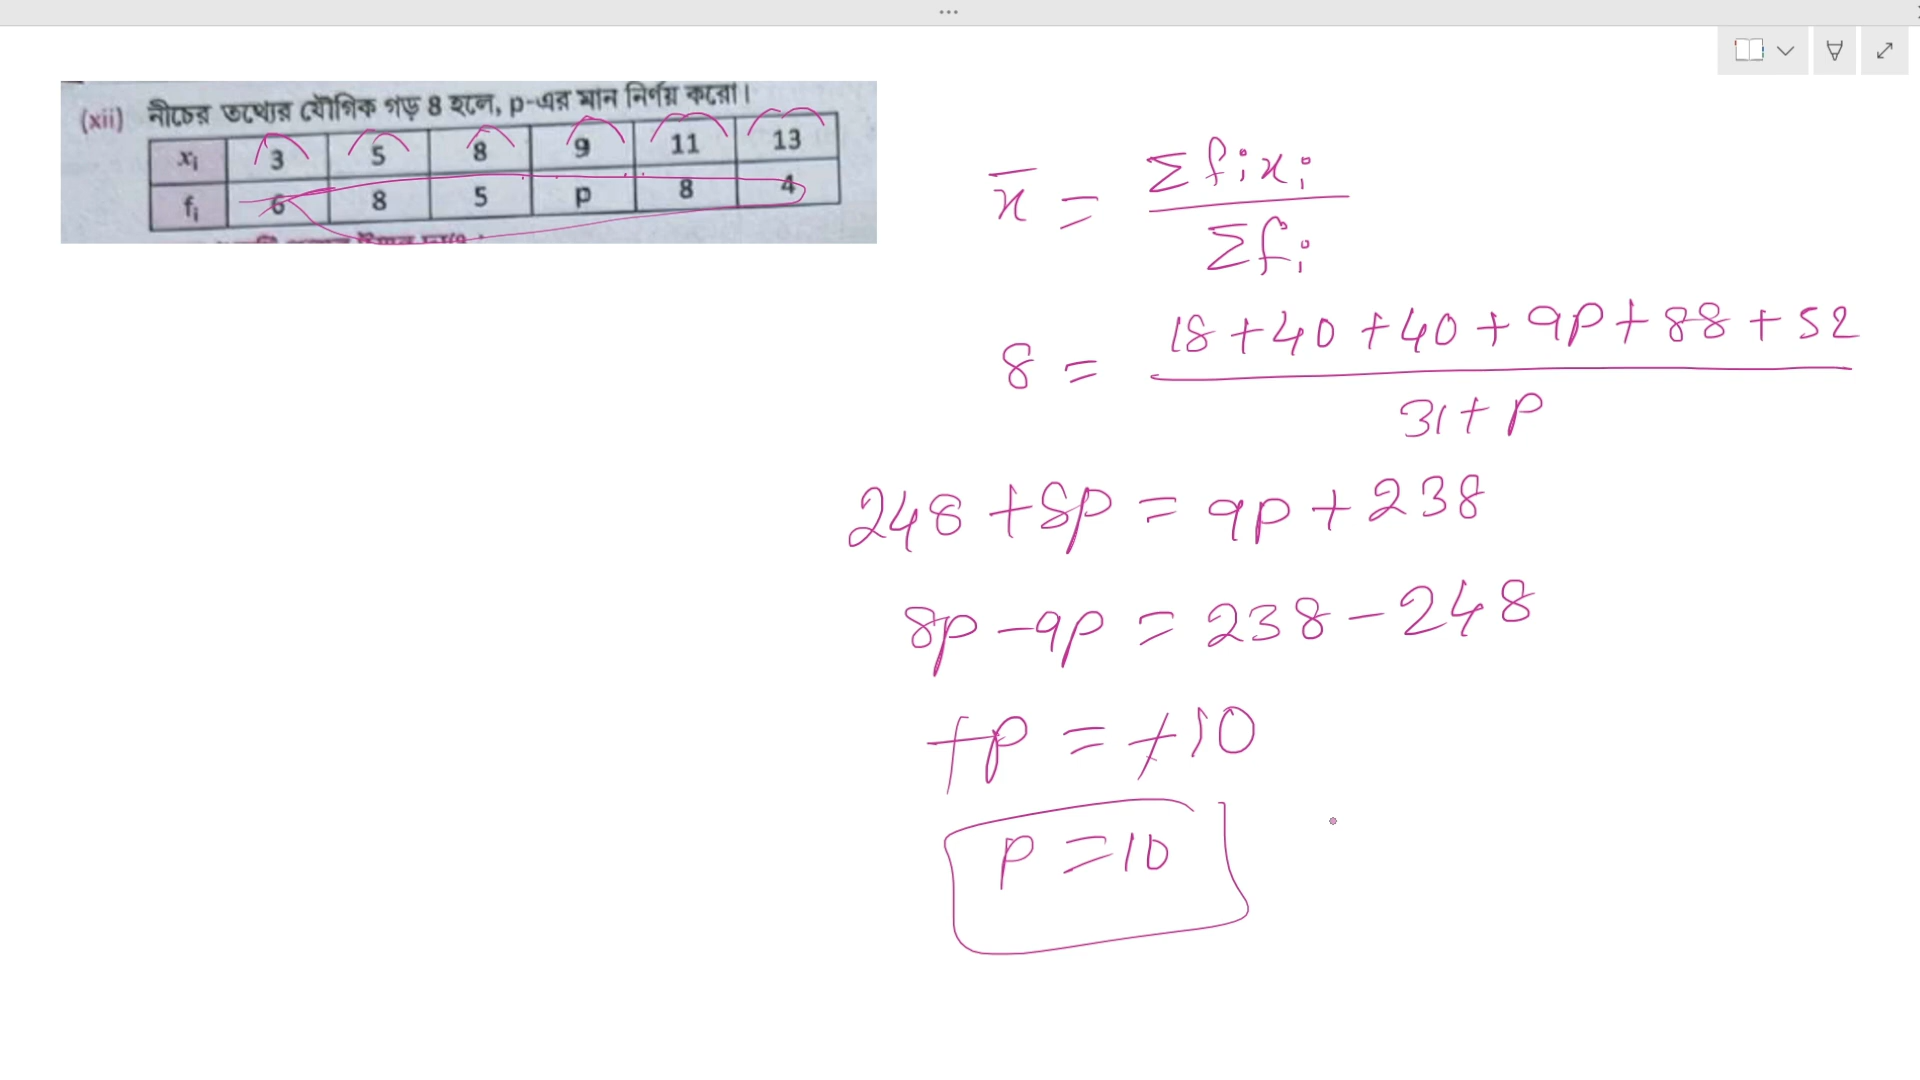 (xii) নীচের তথ্যের যৌগিক গড় 8 হলে, p-এর মান নির্ণয় করো।
xᵢ 3 5 8 9 11 13
fᵢ 6 8 5 p 8 4
x̄ = Σfᵢxᵢ / Σfᵢ
8 = 18+40+40+9p+88+52 / 31+p
248+8p = 9p+238
8p-9p = 238-248
-p = -10
p = 10